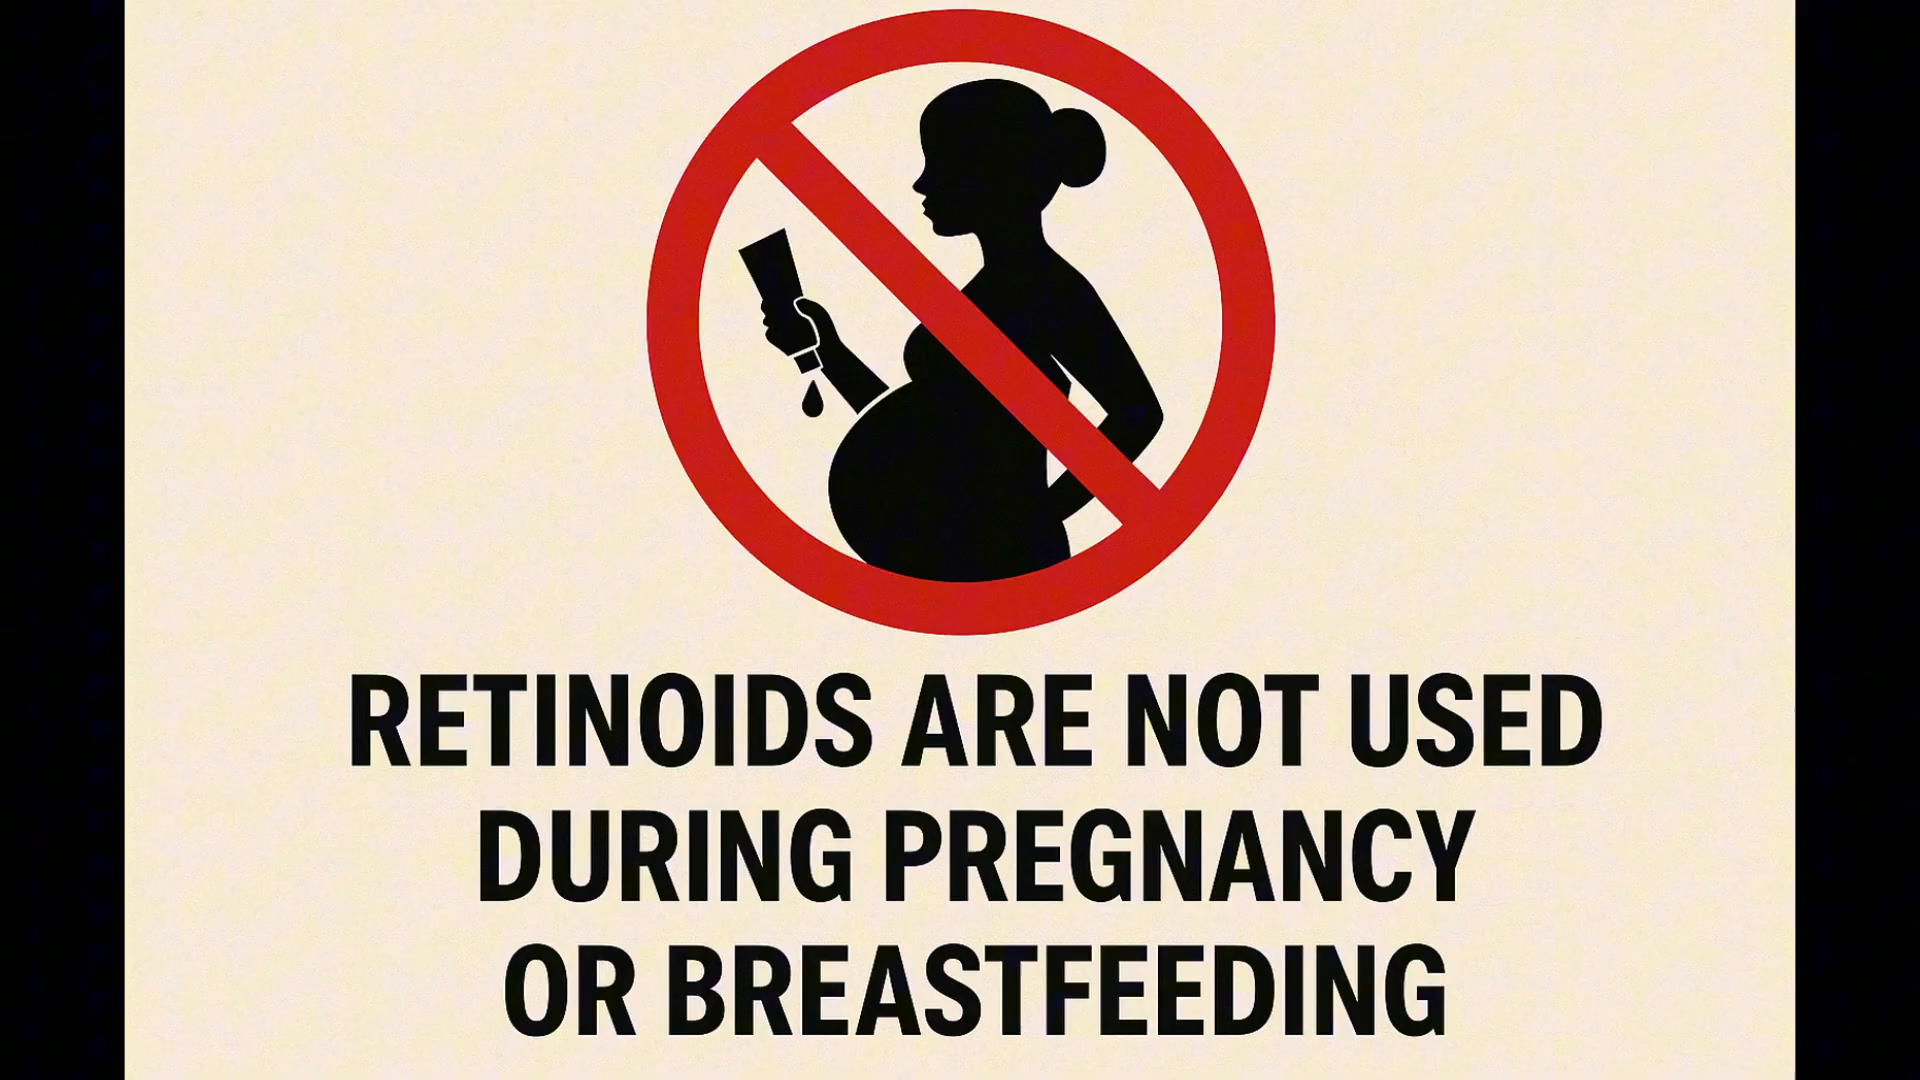 RETINOIDS ARE NOT USED
DURING PREGNANCY
OR BREASTFEEDING